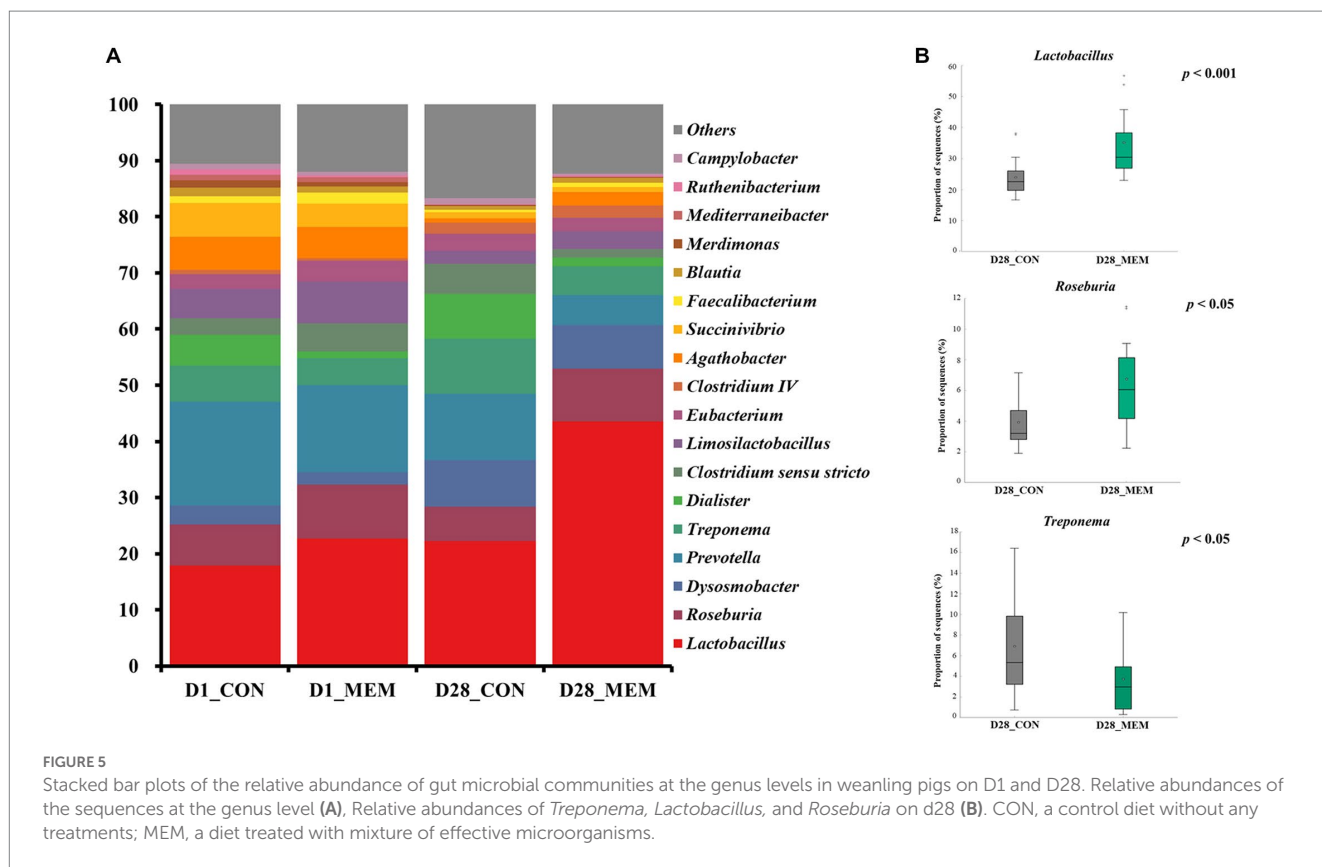 A
100
90
80
70
60
50
40
30
20
10
0
D1_CON
D1_MEM
D28_CON
D28_MEM
Others
Campylobacter
Ruthenibacterium
Mediterraneibacter
Merdimonas
Blautia
Faecalibacterium
Succinivibrio
Agathobacter
Clostridium IV
Eubacterium
Limosilactobacillus
Clostridium sensu stricto
Dialister
Treponema
Prevotella
Dysosmobacter
Roseburia
Lactobacillus
B
Lactobacillus
p < 0.001
Proportion of sequences (%)
60
50
40
30
20
10
0
D28_CON
D28_MEM
Roseburia
p < 0.05
Proportion of sequences (%)
12
10
8
6
4
2
0
D28_CON
D28_MEM
Treponema
p < 0.05
Proportion of sequences (%)
18
16
14
12
10
8
6
4
2
0
D28_CON
D28_MEM
FIGURE 5
Stacked bar plots of the relative abundance of gut microbial communities at the genus levels in weanling pigs on D1 and D28. Relative abundances of
the sequences at the genus level (A), Relative abundances of Treponema, Lactobacillus, and Roseburia on d28 (B). CON, a control diet without any
treatments; MEM, a diet treated with mixture of effective microorganisms.